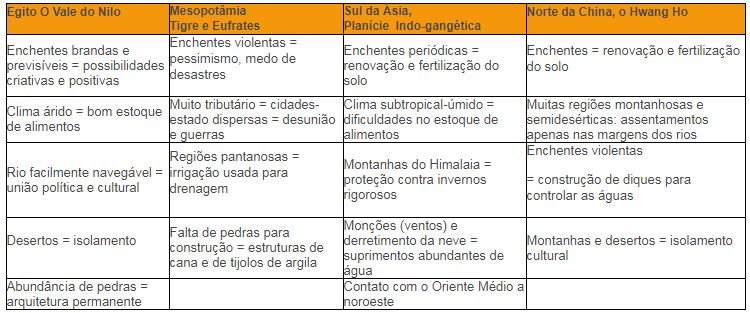 Egito O Vale do Nilo
Mesopotâmia
Tigre e Eufrates
Sul da Ásia,
Planície Indo-gangética
Norte da China, o Hwang Ho
Enchentes brandas e
previsíveis = possibilidades
criativas e positivas
Enchentes violentas =
pessimismo, medo de
desastres
Enchentes periódicas =
renovação e fertilização do
solo
Enchentes = renovação e fertilização
do solo
Clima árido = bom estoque
de alimentos
Muito tributário = cidades-
estado dispersas = desunião
e guerras
Clima subtropical-úmido =
dificuldades no estoque de
alimentos
Muitas regiões montanhosas e
semidesérticas: assentamentos
apenas nas margens dos rios
Rio facilmente navegável =
união política e cultural
Regiões pantanosas =
irrigação usada para
drenagem
Montanhas do Himalaia =
proteção contra invernos
rigorosos
Enchentes violentas
= construção de diques para
controlar as águas
Desertos = isolamento
Falta de pedras para
construção = estruturas de
cana e de tijolos de argila
Monções (ventos) e
derretimento da neve =
suprimentos abundantes de
água
Montanhas e desertos = isolamento
cultural
Abundância de pedras =
arquitetura permanente
Contato com o Oriente Médio a
noroeste